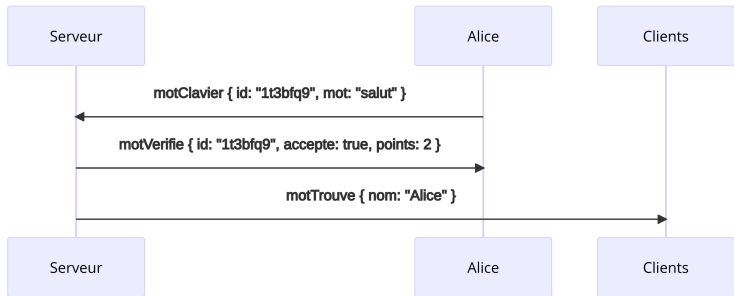 Serveur Alice Clients
motClavier { id: "1t3bfq9", mot: "salut" }
motVerifie { id: "1t3bfq9", accepte: true, points: 2 }
motTrouve { nom: "Alice" }
Serveur Alice Clients